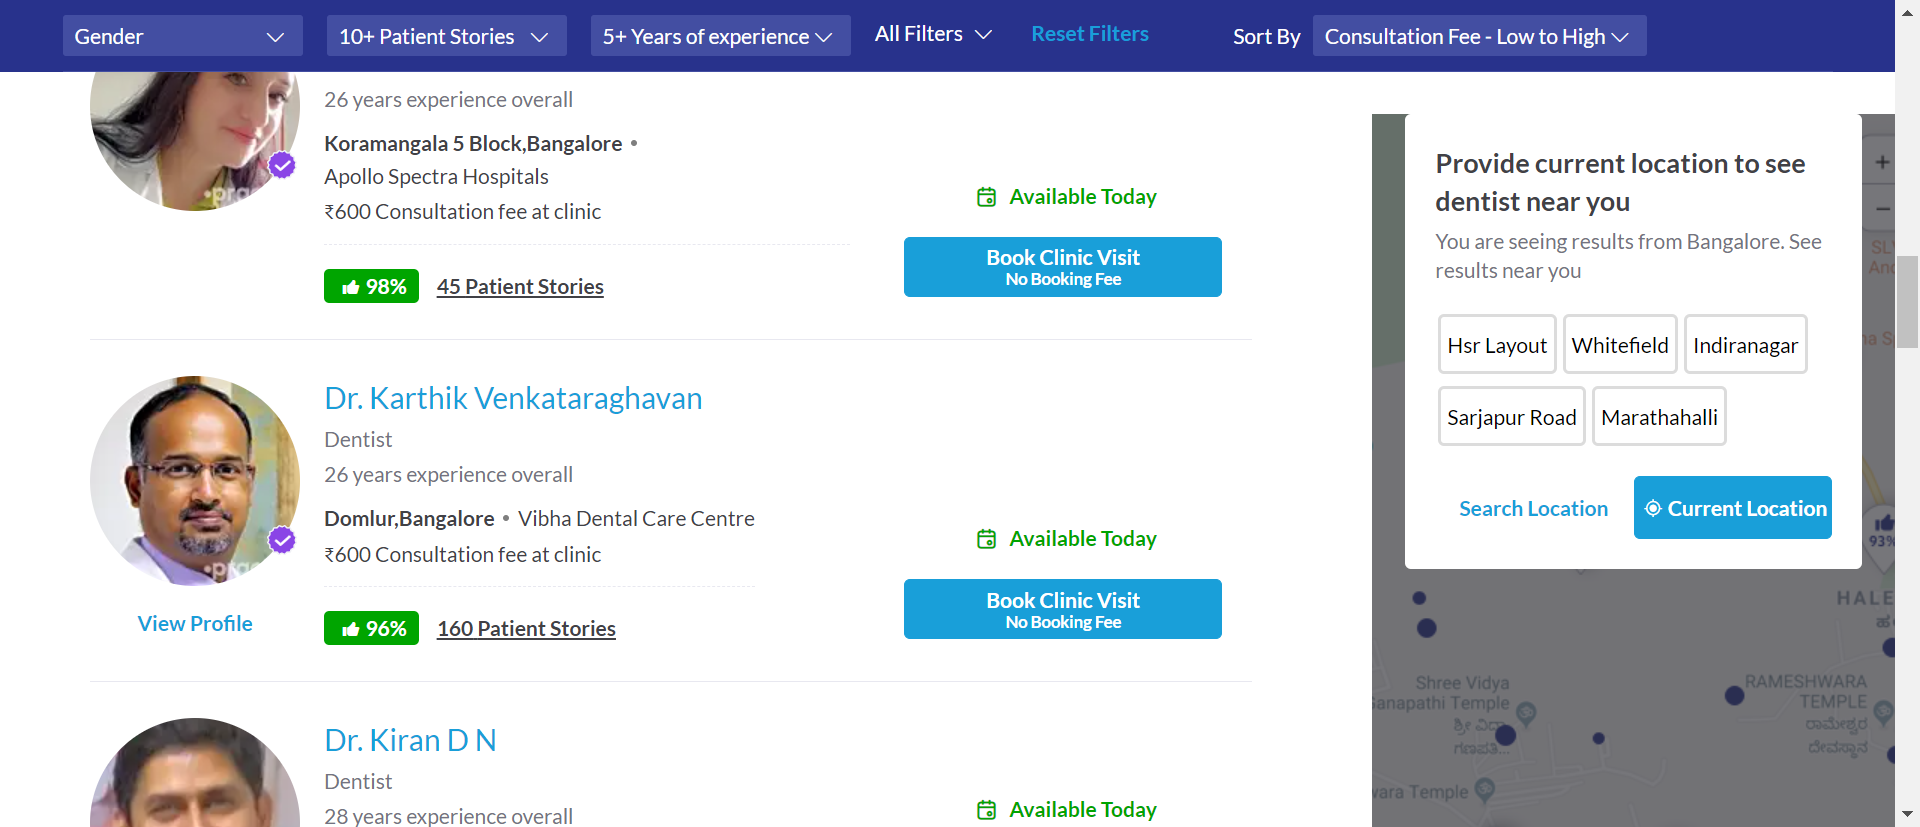 Gender
10+ Patient Stories
5+ Years of experience
All Filters
Reset Filters
Sort By
Consultation Fee - Low to High
26 years experience overall
Koramangala 5 Block,Bangalore •
Apollo Spectra Hospitals
₹600 Consultation fee at clinic
98%
45 Patient Stories
Available Today
Book Clinic Visit
No Booking Fee
Dr. Karthik Venkataraghavan
Dentist
26 years experience overall
Domlur,Bangalore • Vibha Dental Care Centre
₹600 Consultation fee at clinic
96%
160 Patient Stories
View Profile
Available Today
Book Clinic Visit
No Booking Fee
Dr. Kiran D N
Dentist
28 years experience overall
Available Today
Provide current location to see
dentist near you
You are seeing results from Bangalore. See
results near you
Hsr Layout
Whitefield
Indiranagar
Sarjapur Road
Marathahalli
Search Location
Current Location
93%
HALE
Shree Vidya
Ganapathi Temple
ಶ್ರೀ ವಿದ್ಯಾ
ಗಣಪತಿ...
RAMESHWARA
TEMPLE
ರಾಮೇಶ್ವರ
ದೇವಸ್ಥಾನ
wara Temple